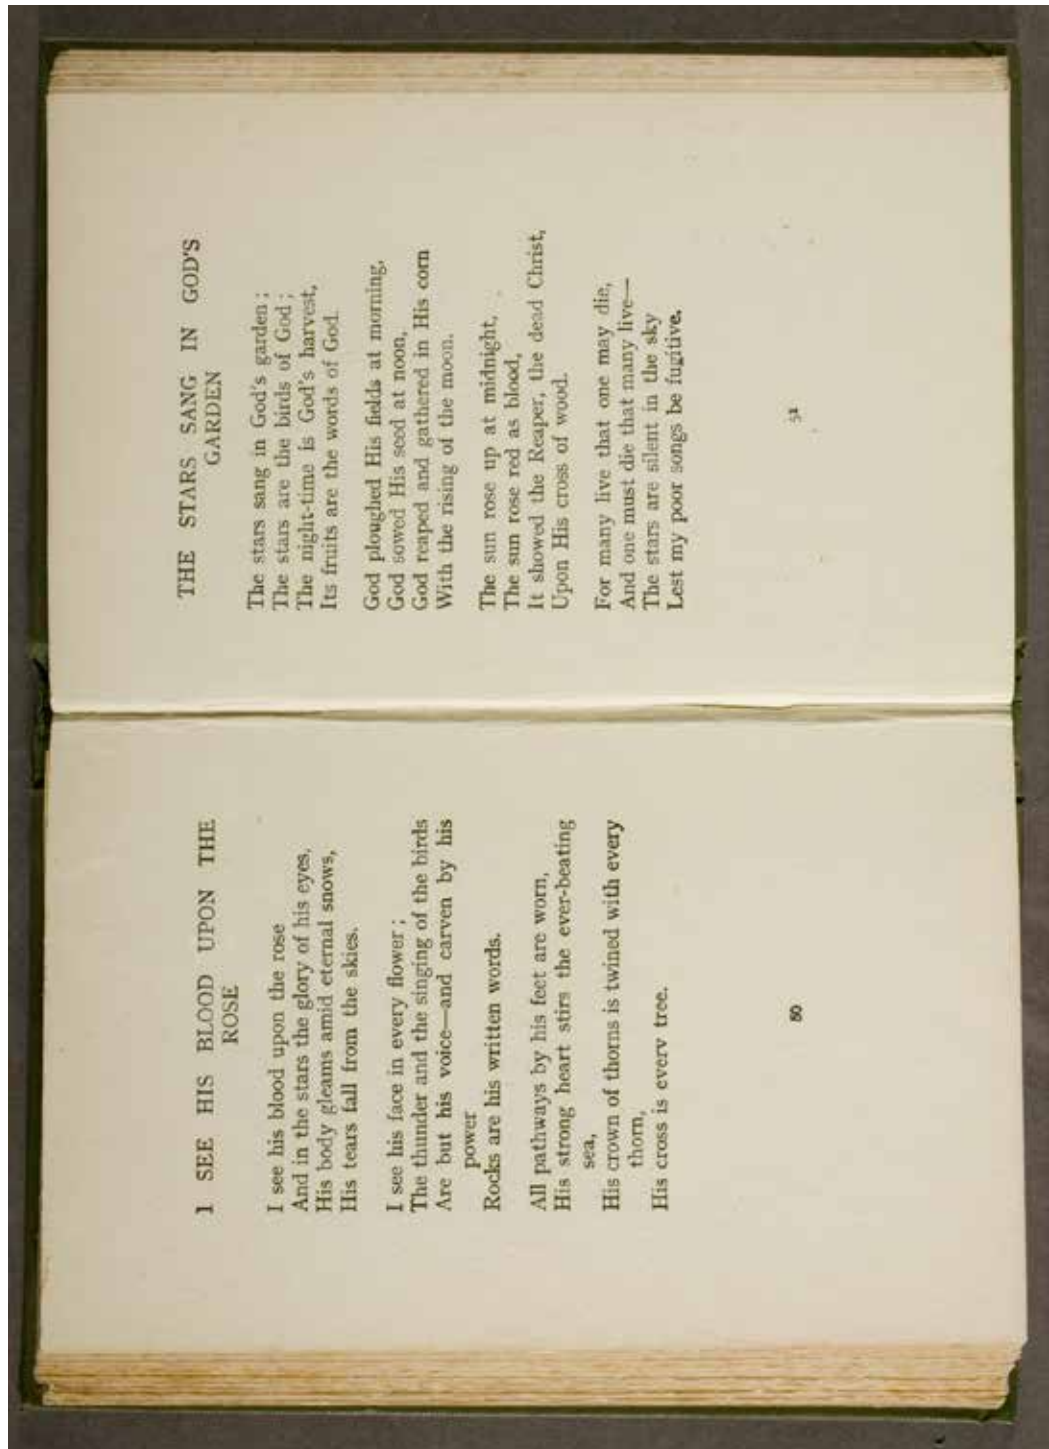 I SEE HIS BLOOD UPON THE
ROSE
I see his blood upon the rose
And in the stars the glory of his eyes,
His body gleams amid eternal snows,
His tears fall from the skies.
I see his face in every flower;
The thunder and the singing of the birds
Are but his voice—and carven by his
power
Rocks are his written words.
All pathways by his feet are worn,
His strong heart stirs the ever-beating
sea,
His crown of thorns is twined with every
thorn,
His cross is every tree.
50
THE STARS SANG IN GOD'S
GARDEN
The stars sang in God's garden;
The stars are the birds of God;
The night-time is God's harvest,
Its fruits are the words of God.
God ploughed His fields at morning,
God sowed His seed at noon,
God reaped and gathered in His corn
With the rising of the moon.
The sun rose up at midnight,
The sun rose red as blood,
It showed the Reaper, the dead Christ,
Upon His cross of wood.
For many live that one may die,
And one must die that many live—
The stars are silent in the sky
Lest my poor songs be fugitive.
51